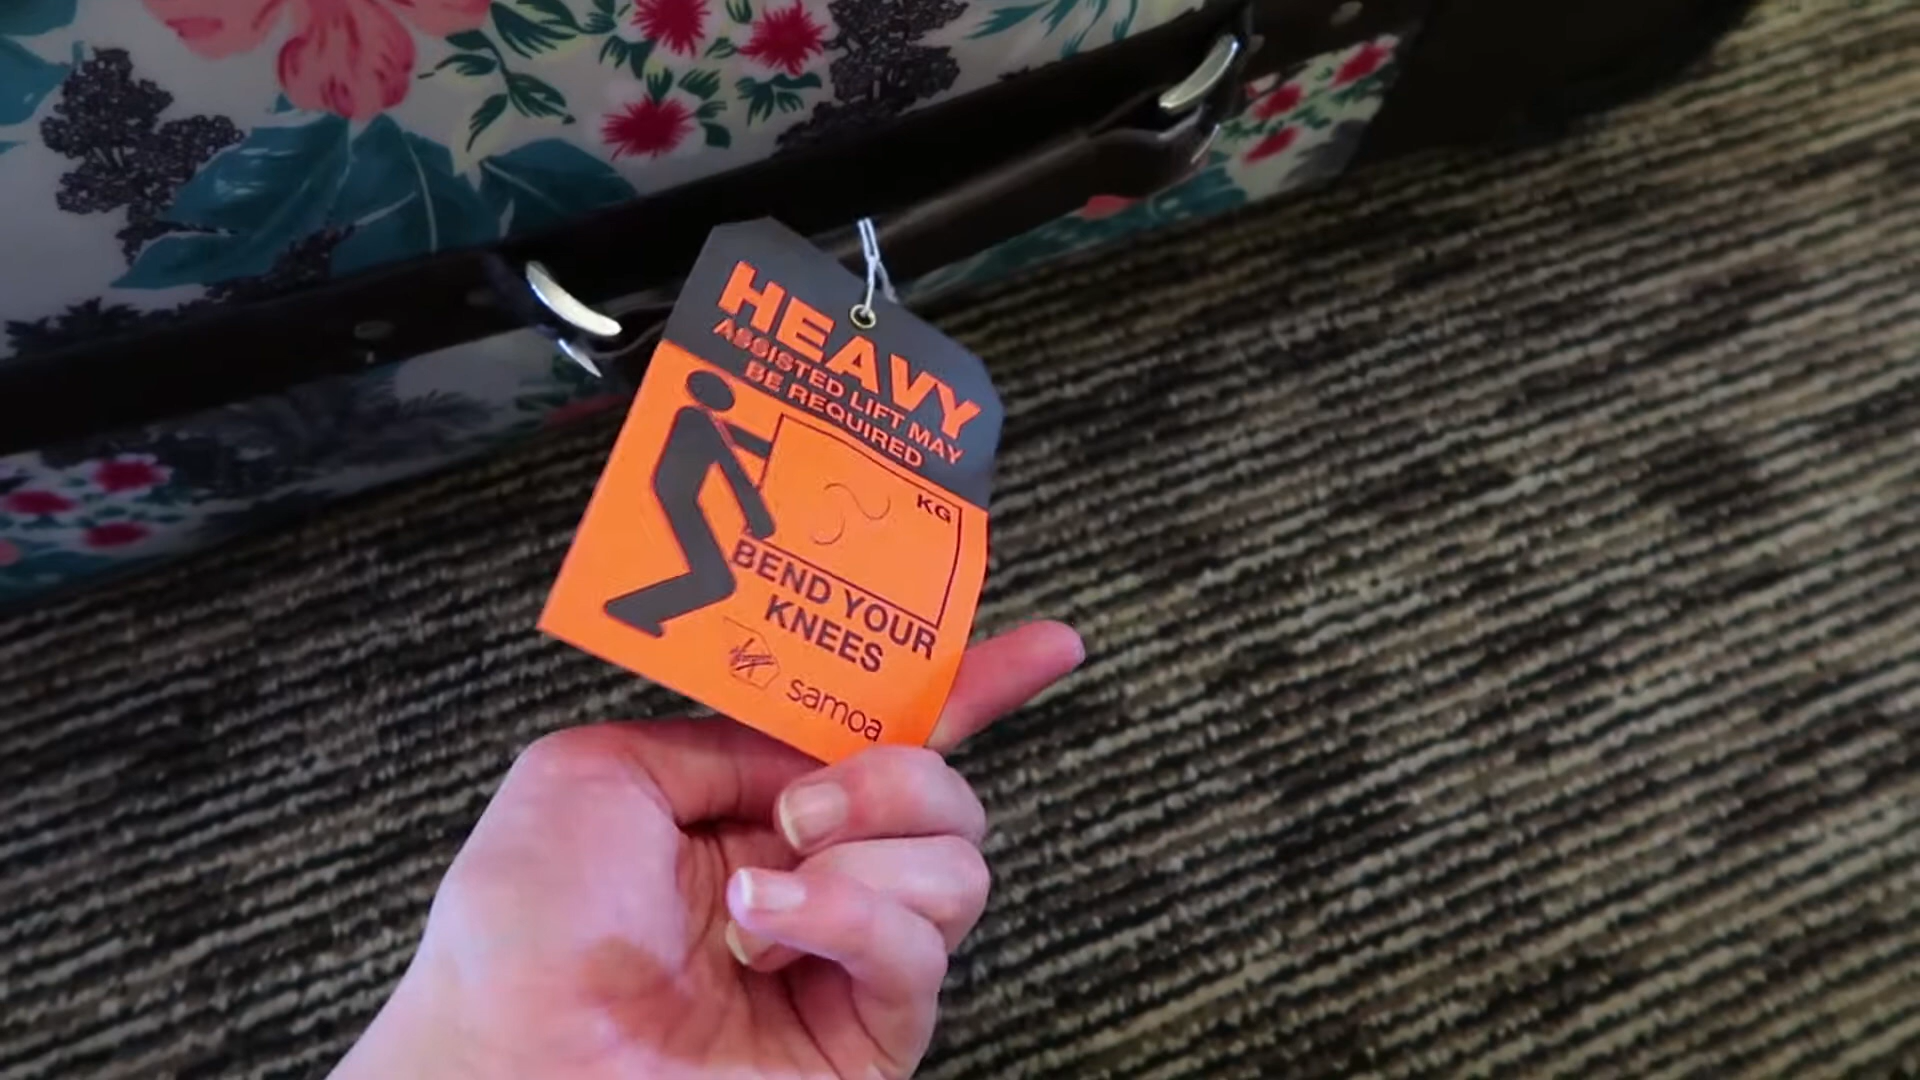 HEAVY
ASSISTED LIFT MAY
BE REQUIRED
KG
BEND YOUR
KNEES
samoa